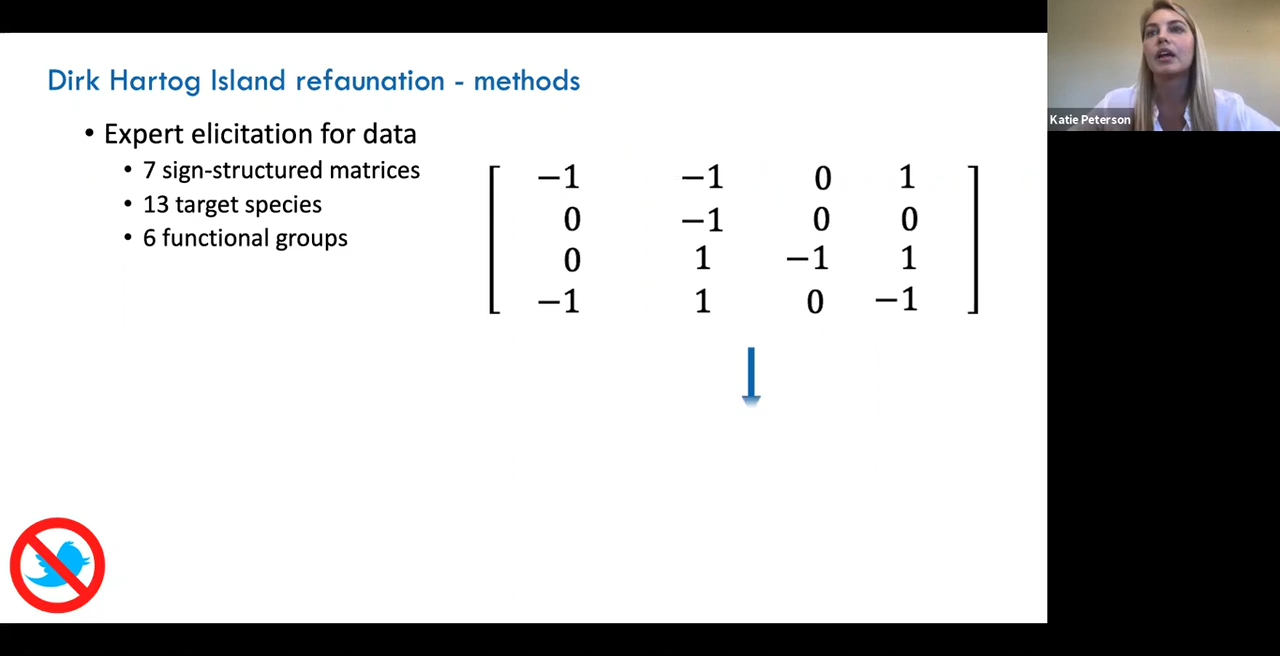 Dirk Hartog Island refaunation - methods
• Expert elicitation for data
• 7 sign-structured matrices
• 13 target species
• 6 functional groups
−1 −1 0 1
0 −1 0 0
0 1 −1 1
−1 1 0 −1
Katie Peterson